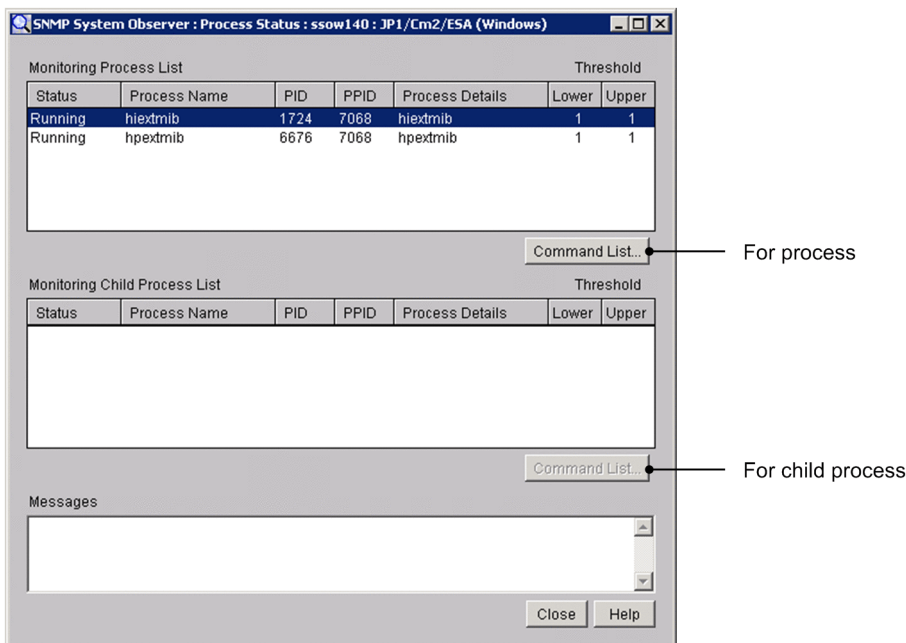 SNMP System Observer : Process Status : ssow140 : JP1/Cm2/ESA (Windows)
Monitoring Process List Threshold
Status Process Name PID PPID Process Details Lower Upper
Running hiextmib 1724 7068 hiextmib 1 1
Running hpextmib 6676 7068 hpextmib 1 1
Command List... For process
Monitoring Child Process List Threshold
Status Process Name PID PPID Process Details Lower Upper
Command List... For child process
Messages
Close Help